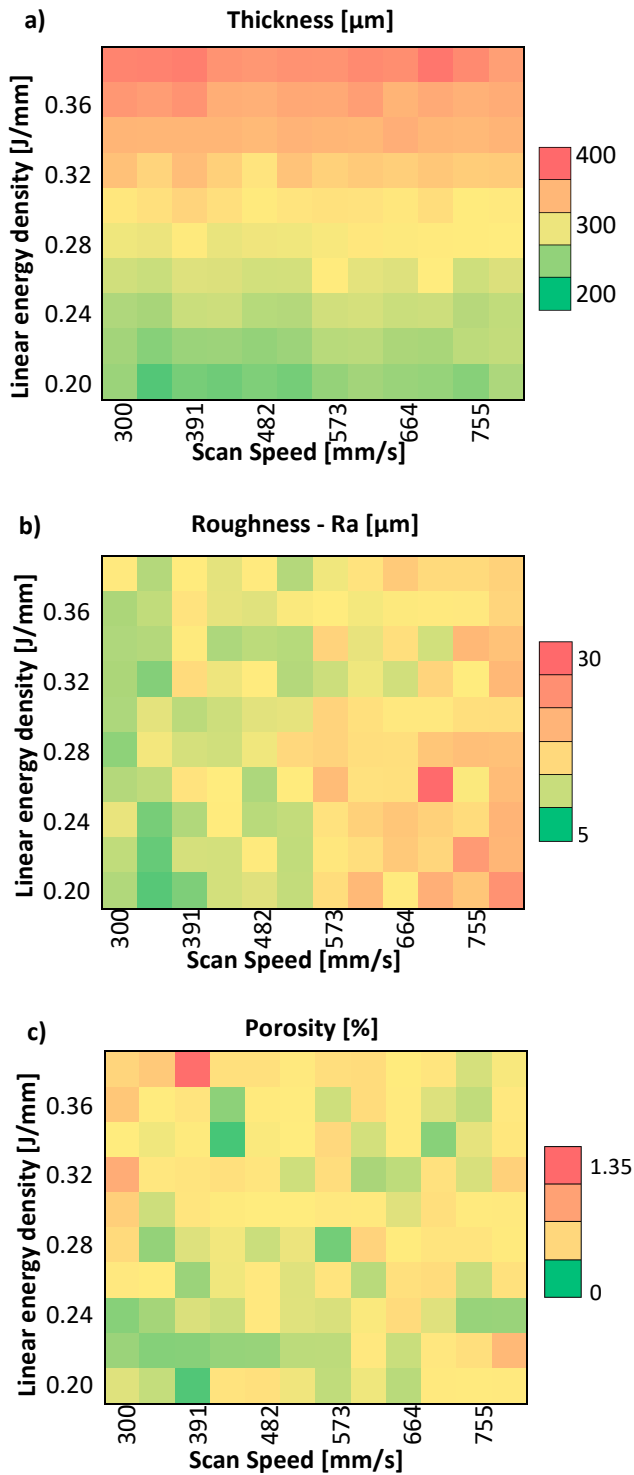 a) Thickness [µm]
Linear energy density [J/mm]
0.36
0.32
0.28
0.24
0.20
300 391 482 573 664 755
Scan Speed [mm/s]
400
300
200
b) Roughness - Ra [µm]
Linear energy density [J/mm]
0.36
0.32
0.28
0.24
0.20
300 391 482 573 664 755
Scan Speed [mm/s]
30
5
c) Porosity [%]
Linear energy density [J/mm]
0.36
0.32
0.28
0.24
0.20
300 391 482 573 664 755
Scan Speed [mm/s]
1.35
0